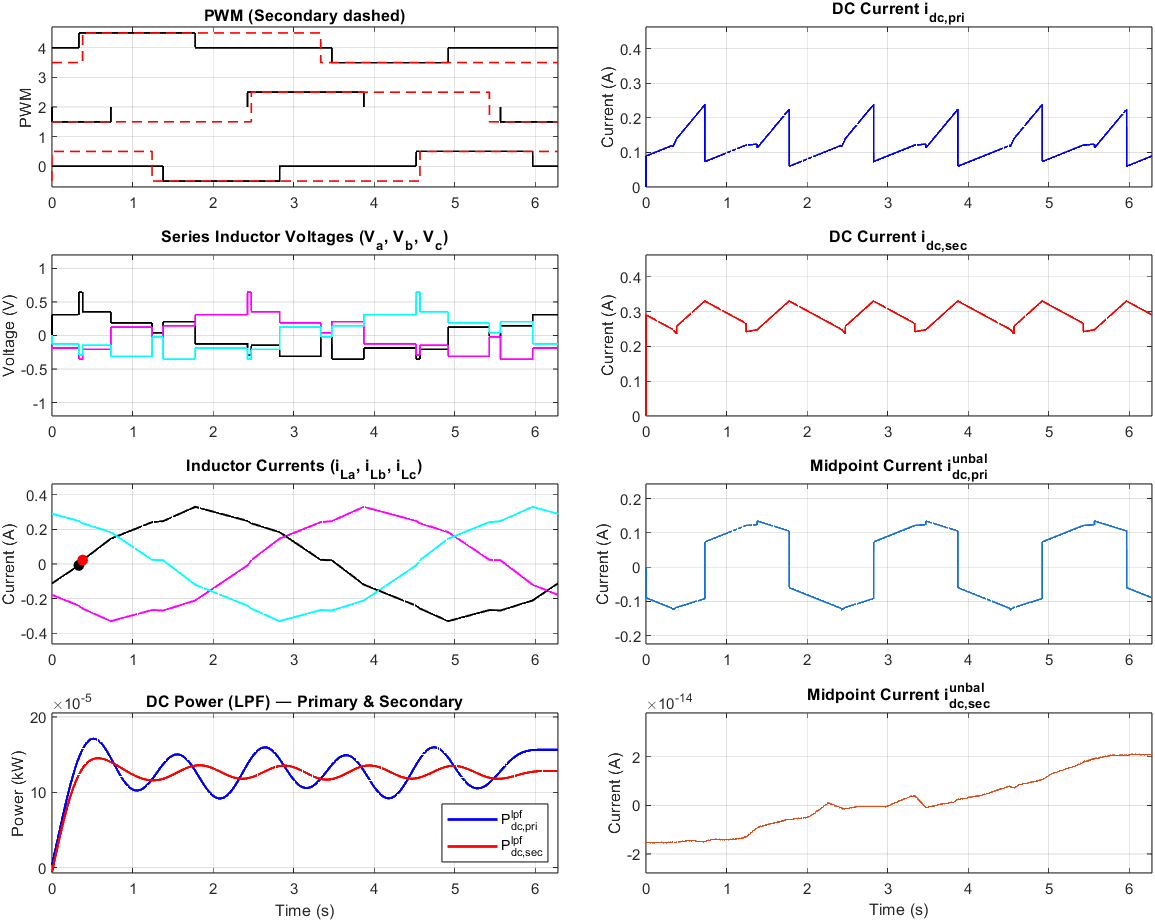 PWM (Secondary dashed)
PWM
4
3
2
1
0
0 1 2 3 4 5 6
DC Current i_dc,pri
Current (A)
0.4
0.3
0.2
0.1
0
0 1 2 3 4 5 6
Series Inductor Voltages (V_a, V_b, V_c)
Voltage (V)
1
0.5
0
-0.5
-1
0 1 2 3 4 5 6
DC Current i_dc,sec
Current (A)
0.4
0.3
0.2
0.1
0
0 1 2 3 4 5 6
Inductor Currents (i_La, i_Lb, i_Lc)
Current (A)
0.4
0.2
0
-0.2
-0.4
0 1 2 3 4 5 6
Midpoint Current i^unbal_dc,pri
Current (A)
0.2
0.1
0
-0.1
-0.2
0 1 2 3 4 5 6
DC Power (LPF) — Primary & Secondary
×10^-5
Power (kW)
20
10
0
P^lpf_dc,pri
P^lpf_dc,sec
0 1 2 3 4 5 6
Time (s)
Midpoint Current i^unbal_dc,sec
×10^-14
Current (A)
2
0
-2
0 1 2 3 4 5 6
Time (s)